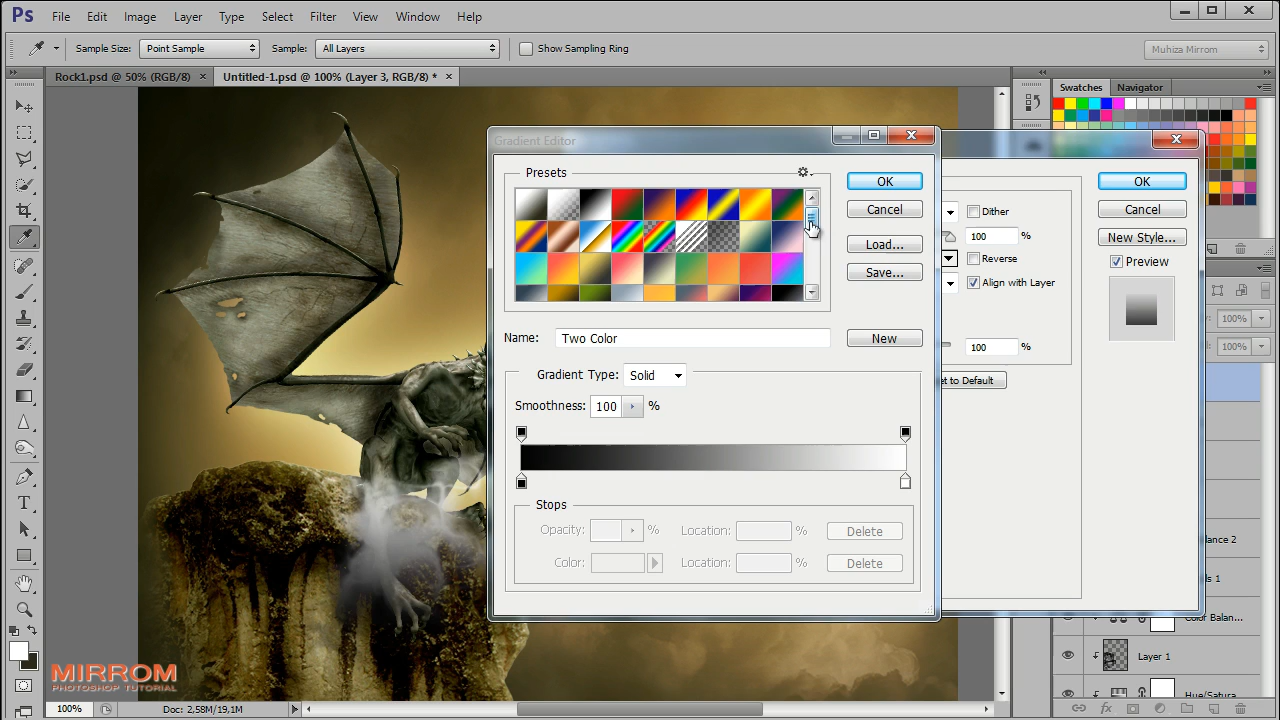 Ps File Edit Image Layer Type Select Filter View Window Help
Sample Size: Point Sample Sample: All Layers Show Sampling Ring Muhiza Mirrom
Rock1.psd @ 50% (RGB/8) × Untitled-1.psd @ 100% (Layer 3, RGB/8) * ×
Swatches Navigator
Gradient Editor
Presets
OK
Cancel
Load...
Save...
Name: Two Color
New
Gradient Type: Solid
Smoothness: 100 %
Stops
Opacity: % Location: % Delete
Color: Location: % Delete
Dither
100 %
Reverse
Align with Layer
100 %
et to Default
OK
Cancel
New Style...
Preview
100%
100%
ance 2
ls 1
Color Balan...
Layer 1
Hue/Satura
T
fx
MIRROM
PHOTOSHOP TUTORIAL
100% Doc: 2,58M/19,1M